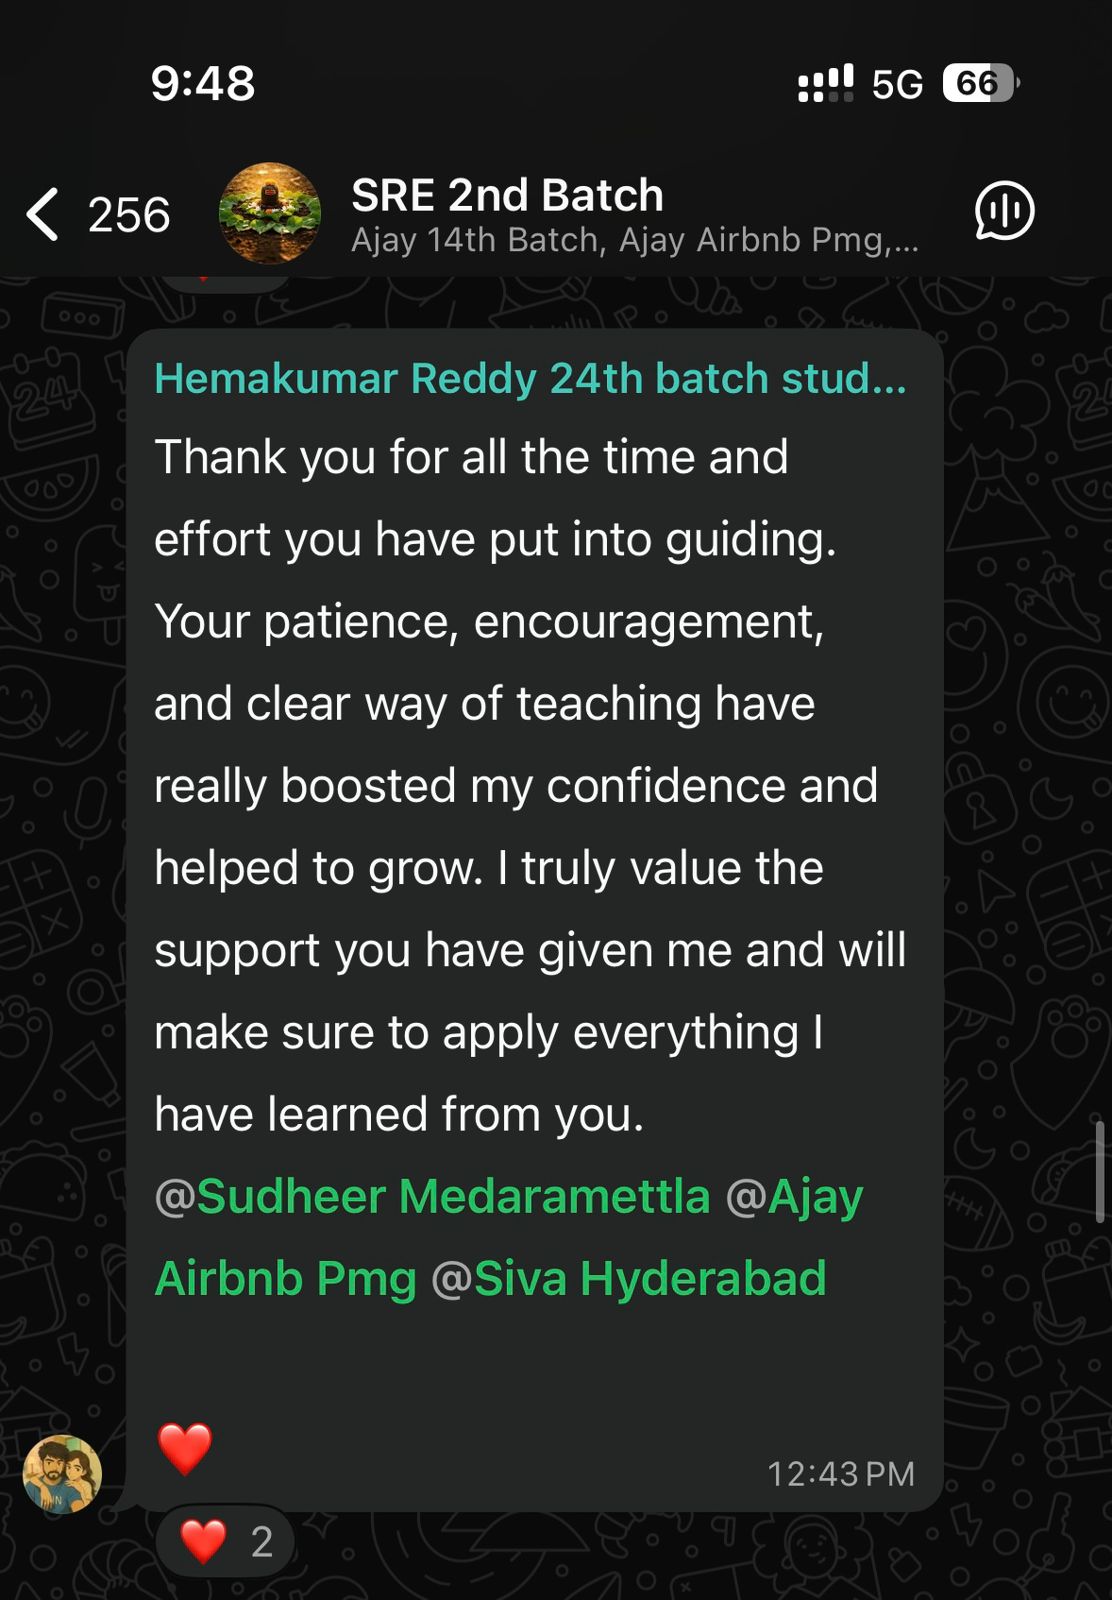 9:48
5G
66
256
SRE 2nd Batch
Ajay 14th Batch, Ajay Airbnb Pmg,...
Hemakumar Reddy 24th batch stud...
Thank you for all the time and
effort you have put into guiding.
Your patience, encouragement,
and clear way of teaching have
really boosted my confidence and
helped to grow. I truly value the
support you have given me and will
make sure to apply everything I
have learned from you.
@Sudheer Medaramettla @Ajay
Airbnb Pmg @Siva Hyderabad
❤️
12:43 PM
❤️ 2